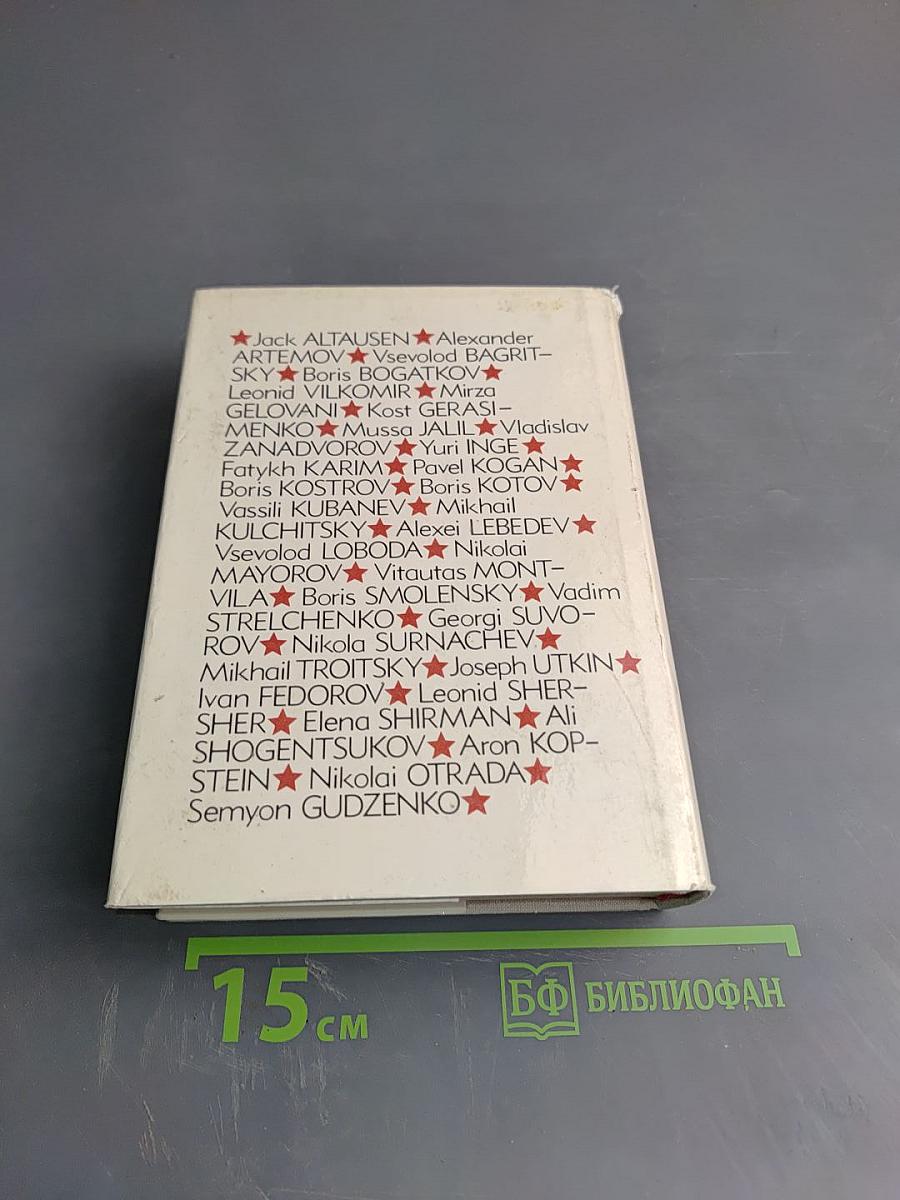 ★Jack ALTAUSEN★Alexander
ARTEMOV★ Vsevolod BAGRIT-
SKY★ Boris BOGATKOV★
Leonid VILKOMIR★ Mirza
GELOVANI★ Kost GERASI-
MENKO★ Mussa JALIL★ Vladislav
ZANADVOROV★ Yuri INGE★
Fatykh KARIM★ Pavel KOGAN★
Boris KOSTROV★ Boris KOTOV★
Vassili KUBANEV★ Mikhail
KULCHITSKY★ Alexei LEBEDEV★
Vsevolod LOBODA★ Nikolai
MAYOROV★ Vitautas MONT-
VILA★ Boris SMOLENSKY★ Vadim
STRELCHENKO★ Georgi SUVO-
ROV★ Nikola SURNACHEV★
Mikhail TROITSKY★Joseph UTKIN★
Ivan FEDOROV★ Leonid SHER-
SHER★ Elena SHIRMAN★ Ali
SHOGENTSUKOV★ Aron KOP-
STEIN★ Nikolai OTRADA★
Semyon GUDZENKO★
15 см
БФ БИБЛИОФАН